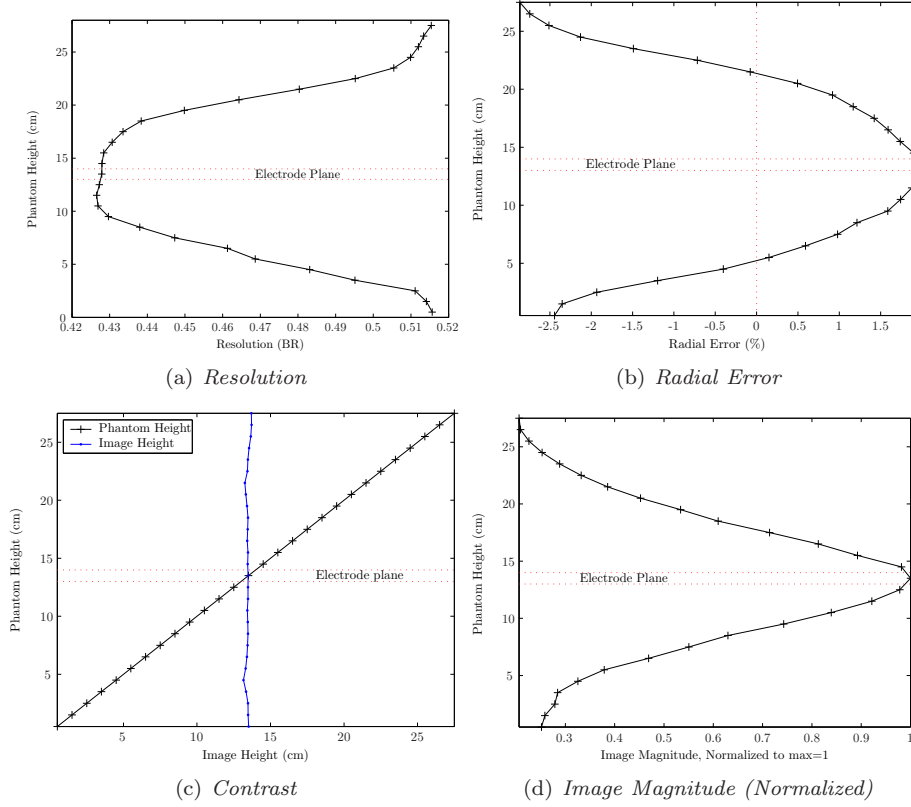 25
20
15
10
5
0
Phantom Height (cm)
Electrode Plane
0.42 0.43 0.44 0.45 0.46 0.47 0.48 0.49 0.5 0.51 0.52
Resolution (BR)
(a) Resolution
25
20
15
10
5
Phantom Height (cm)
Electrode Plane
-2.5 -2 -1.5 -1 -0.5 0 0.5 1 1.5
Radial Error (%)
(b) Radial Error
Phantom Height
Image Height
25
20
15
10
5
Phantom Height (cm)
Electrode plane
5 10 15 20 25
Image Height (cm)
(c) Contrast
25
20
15
10
5
Phantom Height (cm)
Electrode Plane
0.3 0.4 0.5 0.6 0.7 0.8 0.9 1
Image Magnitude, Normalized to max=1
(d) Image Magnitude (Normalized)